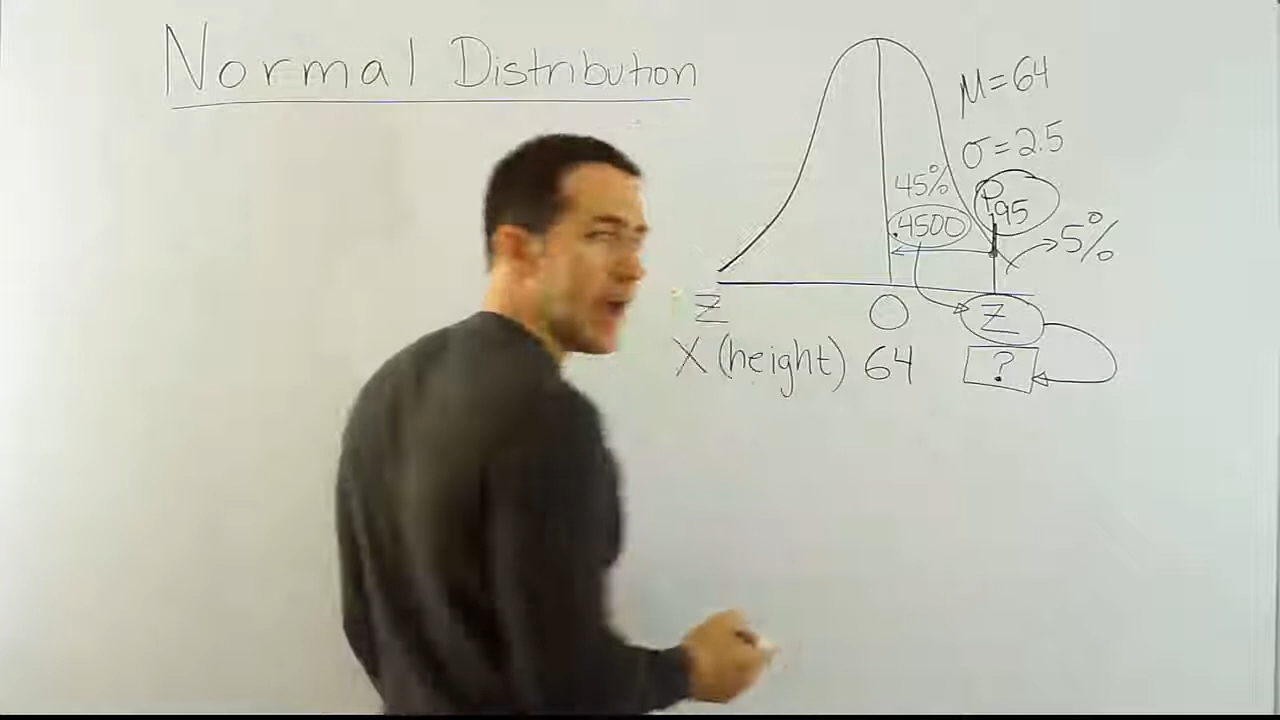 Normal Distribution
μ=64
σ=2.5
45%
.4500
P95
5%
Z
0
Z
X (height) 64
?